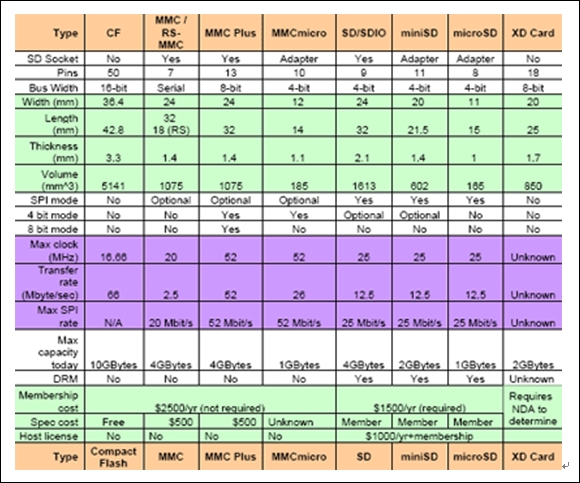 Type CF MMC / RS-MMC MMC Plus MMCmicro SD/SDIO miniSD microSD XD Card
SD Socket No Yes Yes Adapter Yes Adapter Adapter No
Pins 50 7 13 10 9 11 8 18
Bus Width 16-bit Serial 8-bit 4-bit 4-bit 4-bit 4-bit 8-bit
Width (mm) 36.4 24 24 12 24 20 11 20
Length (mm) 42.8 32 18 (RS) 32 14 32 21.5 15 25
Thickness (mm) 3.3 1.4 1.4 1.1 2.1 1.4 1 1.7
Volume (mm^3) 5141 1075 1075 185 1613 602 165 850
SPI mode No Optional Optional Optional Yes Yes Yes No
4 bit mode No No Yes Yes Optional Optional No No
8 bit mode No No Yes No No No No No
Max clock (MHz) 16.66 20 52 52 25 25 25 Unknown
Transfer rate (Mbyte/sec) 66 2.5 52 26 12.5 12.5 12.5 Unknown
Max SPI rate N/A 20 Mbit/s 52 Mbit/s 52 Mbit/s 25 Mbit/s 25 Mbit/s 25 Mbit/s Unknown
Max capacity today 10GBytes 4GBytes 4GBytes 1GBytes 4GBytes 2GBytes 1GBytes 2GBytes
DRM No No No No Yes Yes Yes Unknown
Membership cost $2500/yr (not required) $1500/yr (required) Requires NDA to determine
Spec cost Free $500 $500 Unknown Member Member Member
Host license No No No No $1000/yr+membership
Type Compact Flash MMC MMC Plus MMCmicro SD miniSD microSD XD Card